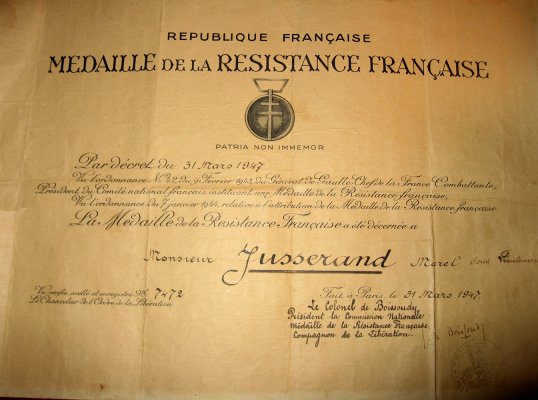 REPUBLIQUE FRANÇAISE
MEDAILLE DE LA RESISTANCE FRANÇAISE
PATRIA NON IMMEMOR
Par décret du 31 Mars 1947
Vu l'ordonnance N° 42 du 9 Février 1943 du Général de Gaulle Chef de la France Combattante,
Président du Comité national français, instituant une Médaille de la Résistance française,
Vu l'ordonnance du 7 janvier 1944 relative à l'attribution de la Médaille de la Résistance française
La Médaille de la Résistance Française a été décernée à
Monsieur Jusserand Marcel sous Lieutenant
Vu vérifié, scellé et enregistré N° 7472
Le Chancelier de l'Ordre de la Libération
Fait à Paris le 31 Mars 1947.
Le Colonel de Boissoudy
Président la Commission Nationale
Médaille de la Résistance Française,
Compagnon de la Libération.